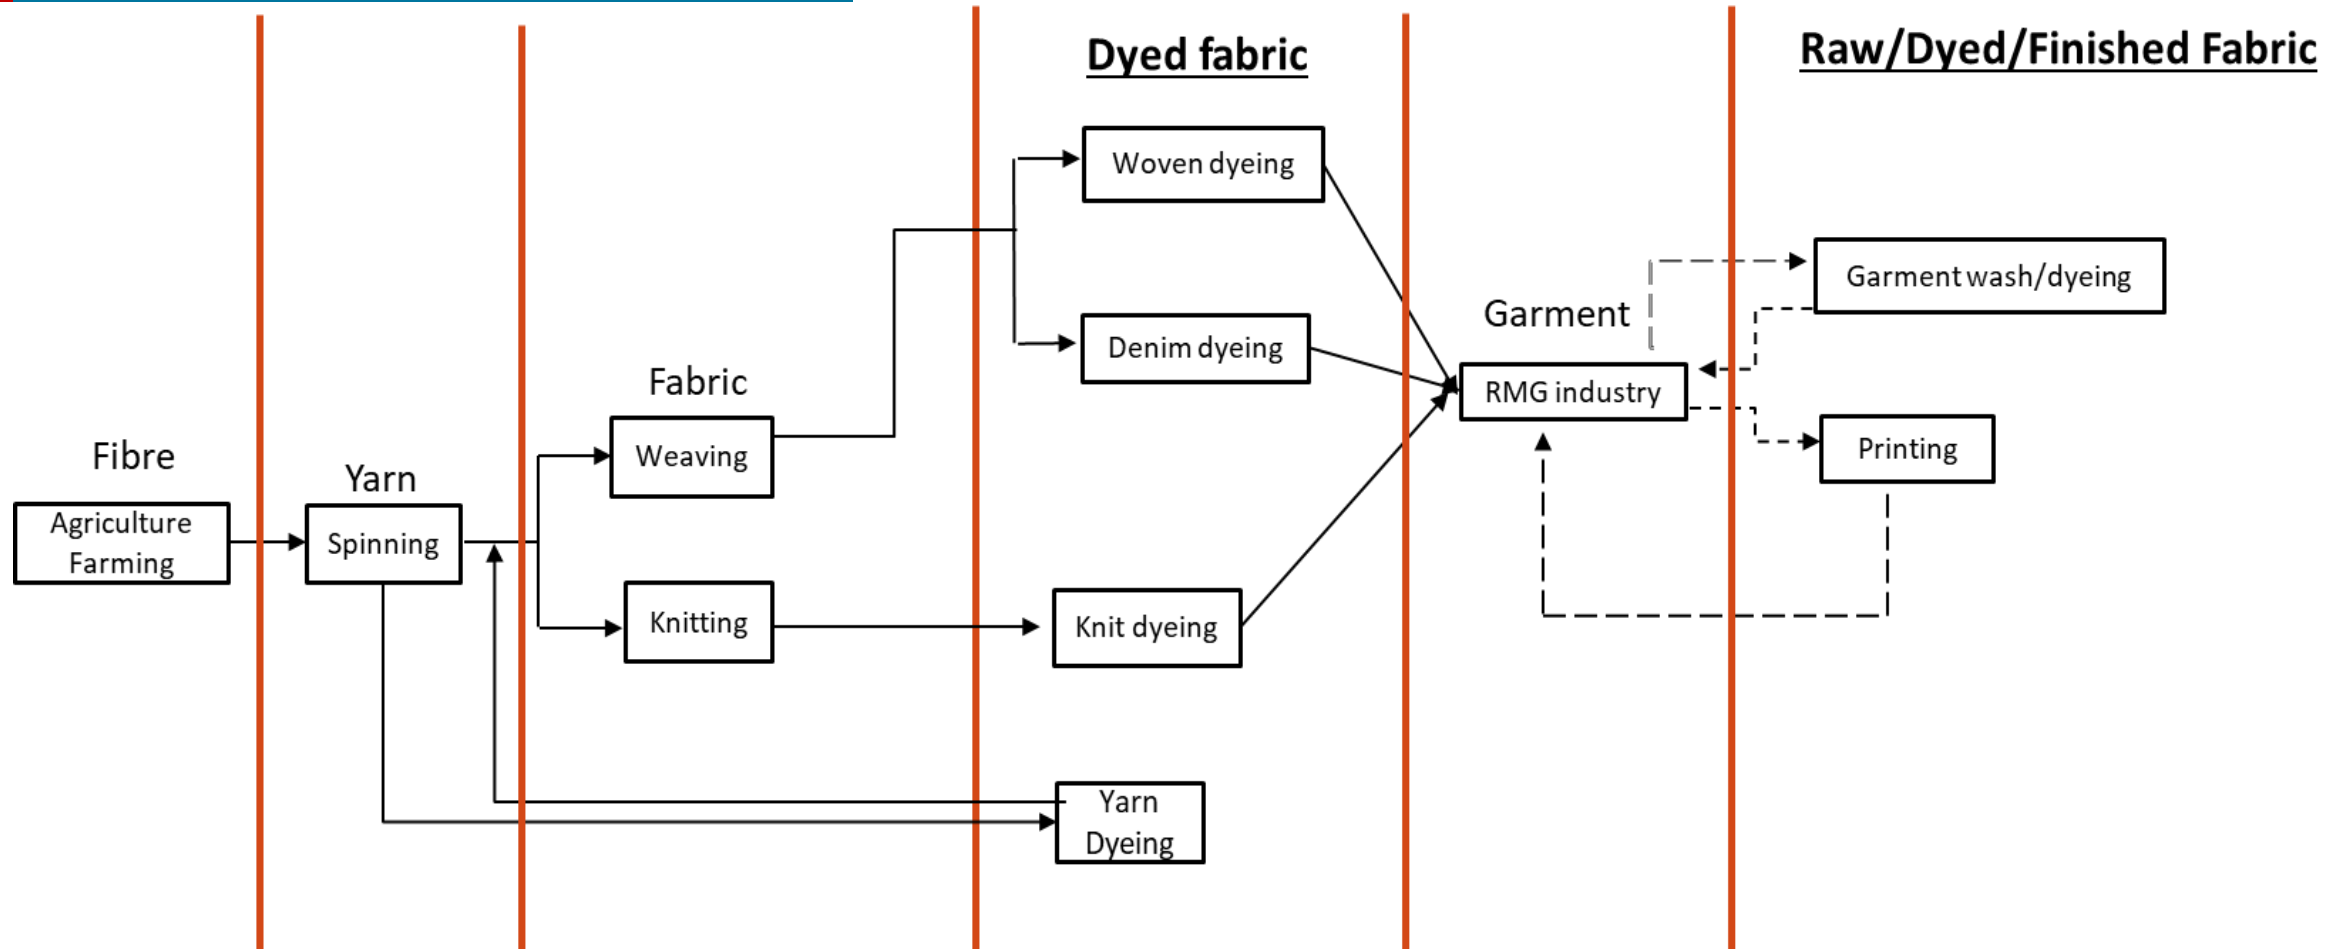 Dyed fabric
Raw/Dyed/Finished Fabric
Woven dyeing
Garment wash/dyeing
Garment
Denim dyeing
Fabric
RMG industry
Weaving
Printing
Fibre
Yarn
Agriculture
Farming
Spinning
Knitting
Knit dyeing
Yarn
Dyeing